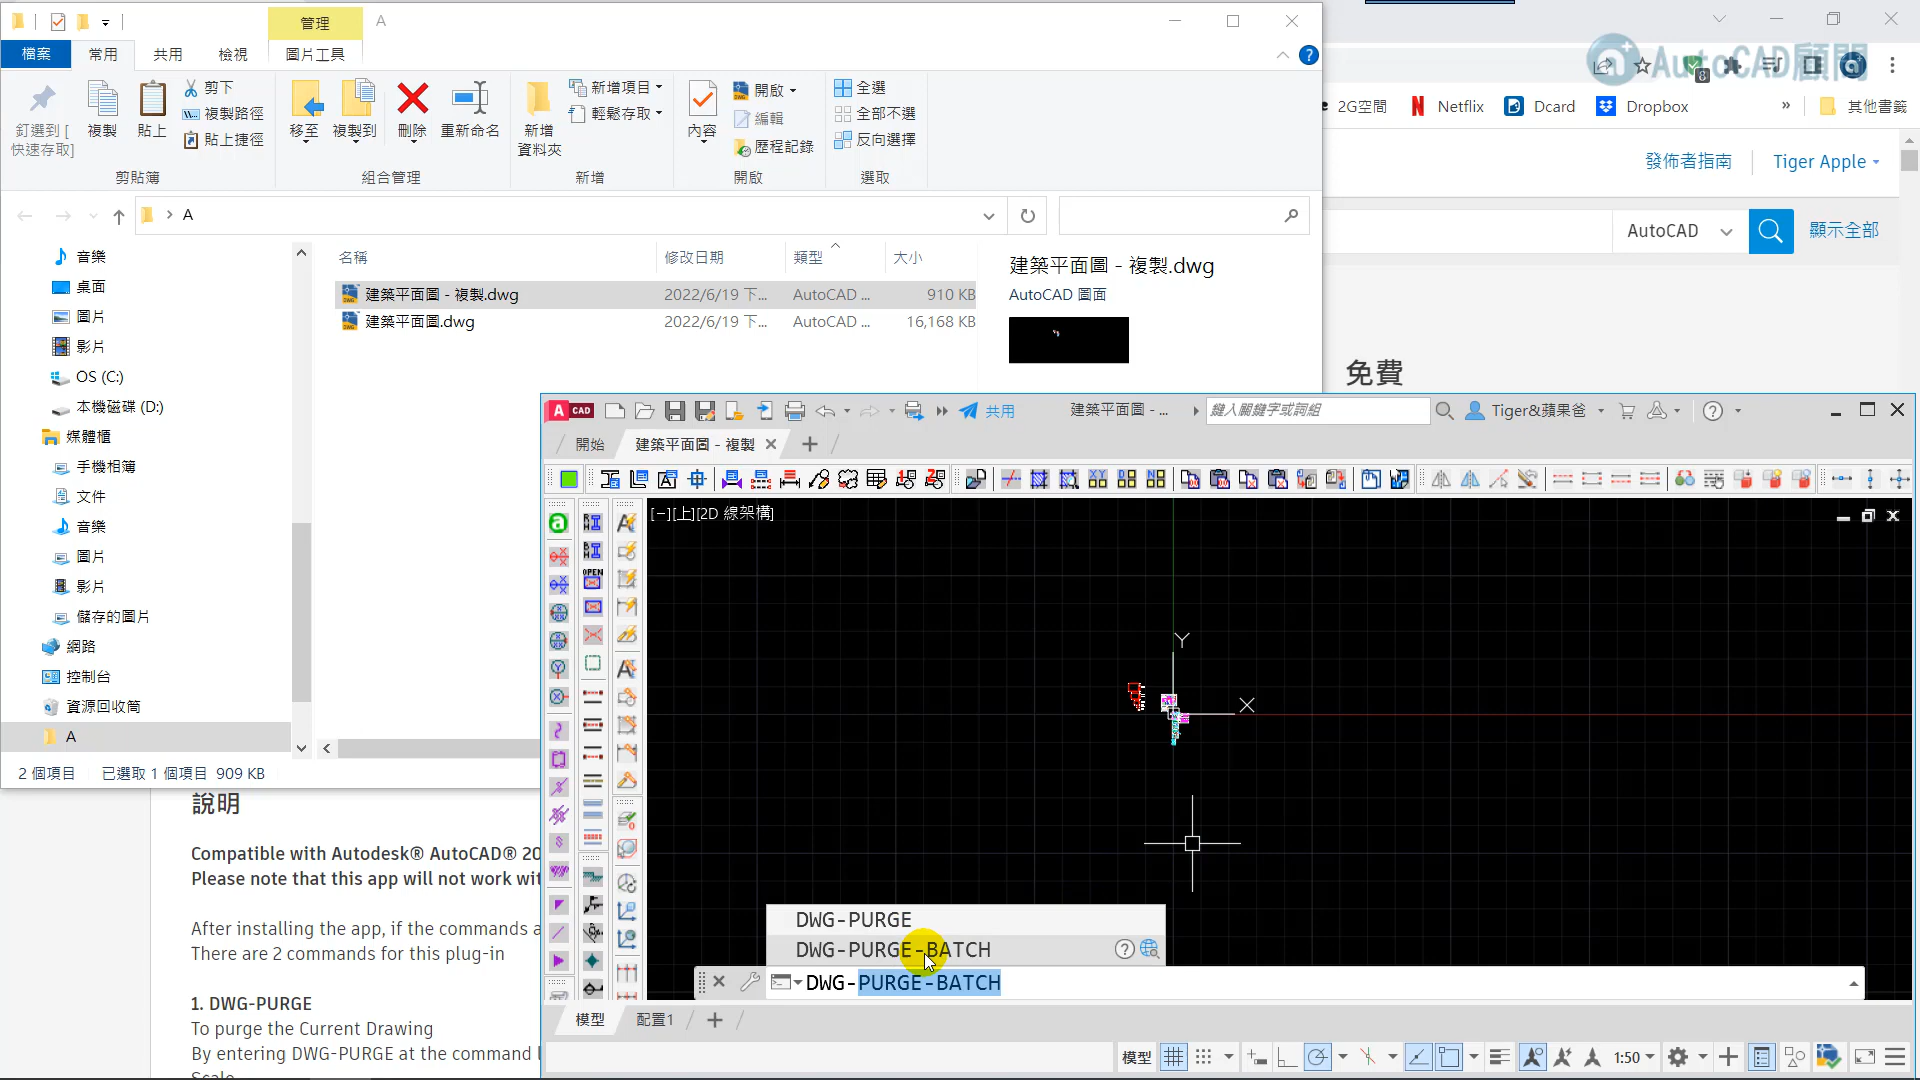 管理
A
檔案
常用
共用
檢視
圖片工具
釘選到 [
快速存取]
複製
貼上
剪下
複製路徑
貼上捷徑
剪貼簿
移至
複製到
刪除
重新命名
組合管理
新增
資料夾
新增項目
輕鬆存取
新增
內容
開啟
編輯
歷程記錄
開啟
全選
全部不選
反向選擇
選取
A
音樂
桌面
圖片
影片
OS (C:)
本機磁碟 (D:)
媒體櫃
手機相簿
文件
音樂
圖片
影片
儲存的圖片
網路
控制台
資源回收筒
A
名稱
修改日期
類型
大小
建築平面圖 - 複製.dwg
2022/6/19 下...
AutoCAD ...
910 KB
建築平面圖.dwg
2022/6/19 下...
AutoCAD ...
16,168 KB
建築平面圖 - 複製.dwg
AutoCAD 圖面
2 個項目
已選取 1 個項目 909 KB
AutoCAD顧問
8
2G空間
Netflix
Dcard
Dropbox
»
其他書籤
發佈者指南
Tiger Apple
AutoCAD
顯示全部
免費
說明
Compatible with Autodesk® AutoCAD® 20
Please note that this app will not work wit
After installing the app, if the commands a
There are 2 commands for this plug-in
1. DWG-PURGE
To purge the Current Drawing
By entering DWG-PURGE at the command l
A CAD
共用
建築平面圖 - ...
鍵入關鍵字或詞組
Tiger&蘋果爸
開始
建築平面圖 - 複製
OPEN
[−][上][2D 線架構]
Y
X
DWG-PURGE
DWG-PURGE-BATCH
DWG-PURGE-BATCH
模型
配置1
模型
1:50